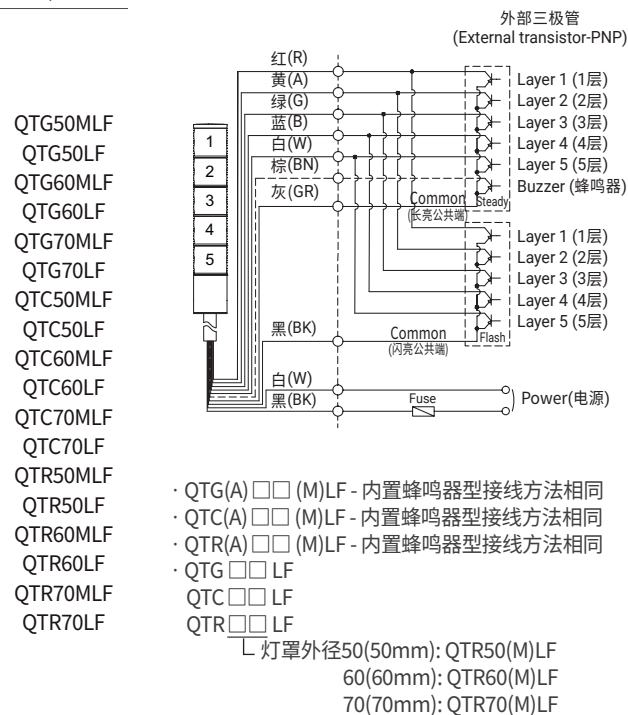 外部三极管
(External transistor-PNP)
QTG50MLF
QTG50LF
QTG60MLF
QTG60LF
QTG70MLF
QTG70LF
QTC50MLF
QTC50LF
QTC60MLF
QTC60LF
QTC70MLF
QTC70LF
QTR50MLF
QTR50LF
QTR60MLF
QTR60LF
QTR70MLF
QTR70LF
1
2
3
4
5
红(R)
黄(A)
绿(G)
蓝(B)
白(W)
棕(BN)
灰(GR)
Common
(长亮公共端)
Steady
Layer 1 (1层)
Layer 2 (2层)
Layer 3 (3层)
Layer 4 (4层)
Layer 5 (5层)
Buzzer (蜂鸣器)
Layer 1 (1层)
Layer 2 (2层)
Layer 3 (3层)
Layer 4 (4层)
Layer 5 (5层)
黑(BK)
Common
(闪亮公共端)
Flash
白(W)
黑(BK)
Fuse
Power(电源)
· QTG(A) □□ (M)LF - 内置蜂鸣器型接线方法相同
· QTC(A) □□ (M)LF - 内置蜂鸣器型接线方法相同
· QTR(A) □□ (M)LF - 内置蜂鸣器型接线方法相同
· QTG □□ LF
QTC □□ LF
QTR □□ LF
灯罩外径50(50mm): QTR50(M)LF
60(60mm): QTR60(M)LF
70(70mm): QTR70(M)LF